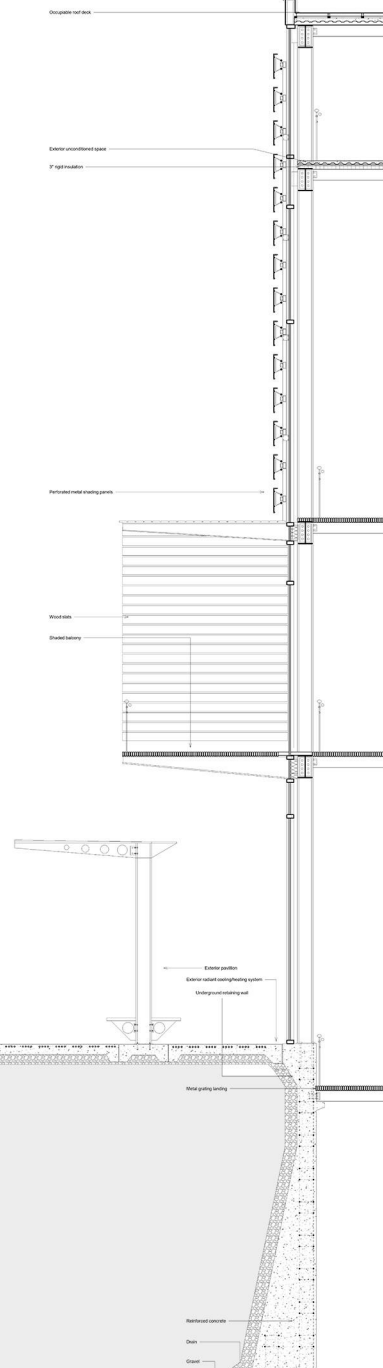 Occupiable roof deck
Exterior unconditioned space
3" rigid insulation
Perforated metal shading panels
Wood slats
Shaded balcony
Exterior pavilion
Exterior radiant cooling/heating system
Underground retaining wall
Metal grating landing
Reinforced concrete
Drain
Gravel